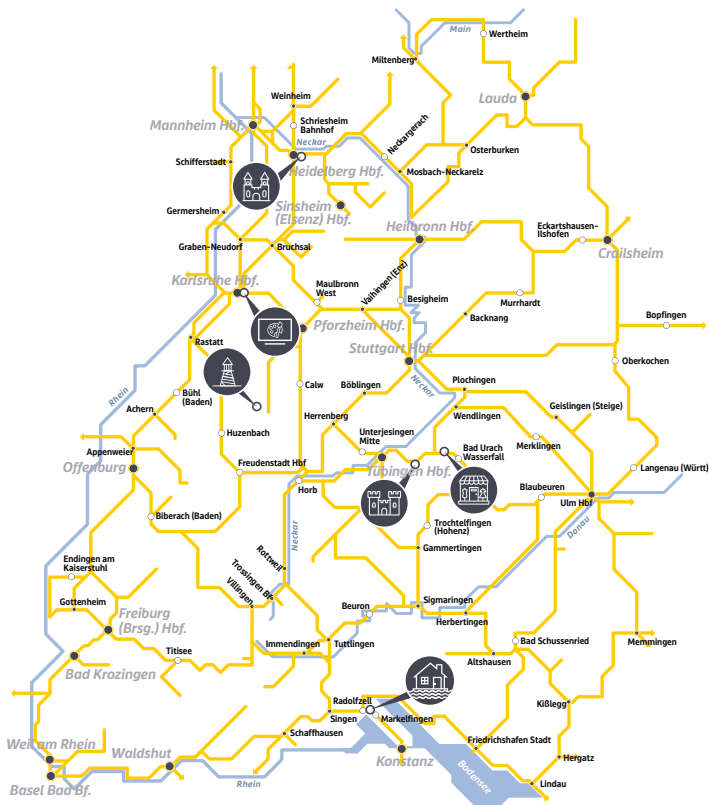 Main
Wertheim
Miltenberg
Lauda
Weinheim
Schriesheim
Bahnhof
Mannheim Hbf.
Neckar
Neckargerach
Osterburken
Schifferstadt
Heidelberg Hbf.
Mosbach-Neckarelz
Sinsheim
(Elsenz) Hbf.
Germersheim
Heilbronn Hbf.
Eckartshausen-
Ilshofen
Crailsheim
Graben-Neudorf
Bruchsal
Karlsruhe Hbf.
Maulbronn
West
Vaihingen (Enz)
Besigheim
Murrhardt
Backnang
Bopfingen
Pforzheim Hbf.
Rastatt
Stuttgart Hbf.
Oberkochen
Rhein
Neckar
Bühl
(Baden)
Calw
Böblingen
Plochingen
Achern
Wendlingen
Geislingen (Steige)
Huzenbach
Herrenberg
Unterjesingen
Mitte
Merklingen
Appenweier
Offenburg
Freudenstadt Hbf
Tübingen Hbf.
Bad Urach
Wasserfall
Langenau (Württ)
Horb
Blaubeuren
Ulm Hbf
Biberach (Baden)
Trochtelfingen
(Hohenz)
Donau
Neckar
Gammertingen
Endingen am
Kaiserstuhl
Rottweil
Trossingen Bf.
Villingen
Gottenheim
Freiburg
(Brsg.) Hbf.
Beuron
Sigmaringen
Herbertingen
Titisee
Immendingen
Tuttlingen
Bad Schussenried
Memmingen
Altshausen
Bad Krozingen
Radolfzell
Singen
Markelfingen
Kißlegg
Schaffhausen
Weil am Rhein
Waldshut
Konstanz
Friedrichshafen Stadt
Hergatz
Bodensee
Basel Bad Bf.
Rhein
Lindau